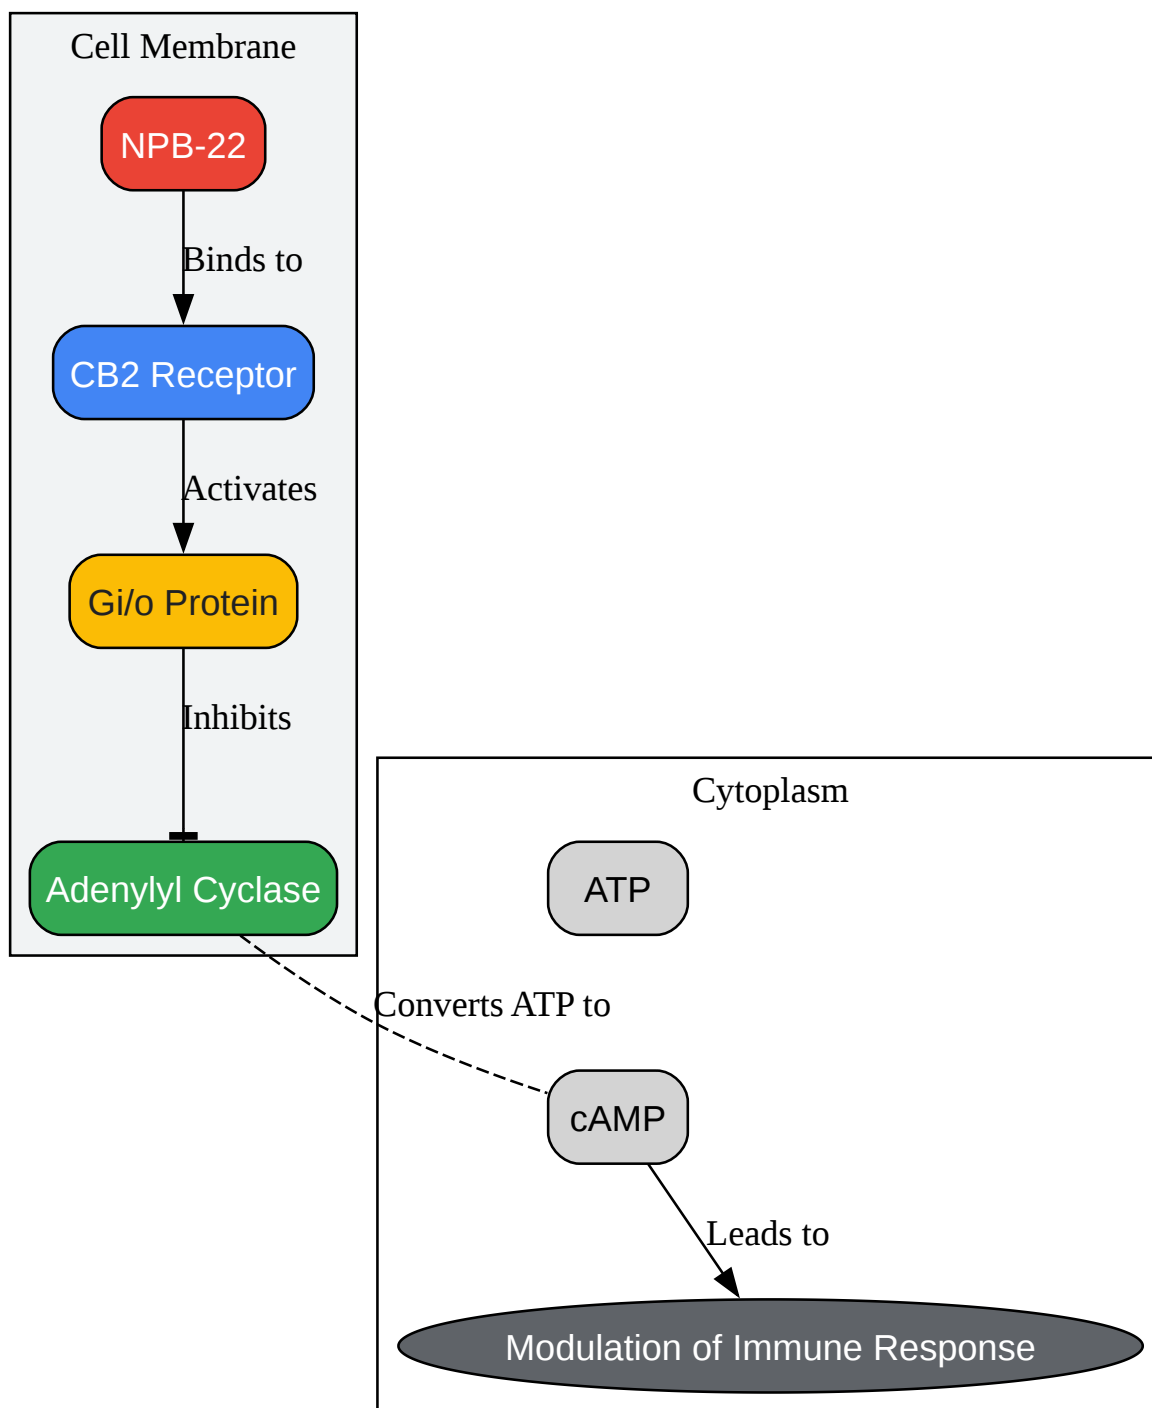 Cell Membrane
NPB-22
Binds to
CB2 Receptor
Activates
Gi/o Protein
Inhibits
Adenylyl Cyclase
Cytoplasm
ATP
Converts ATP to
cAMP
Leads to
Modulation of Immune Response